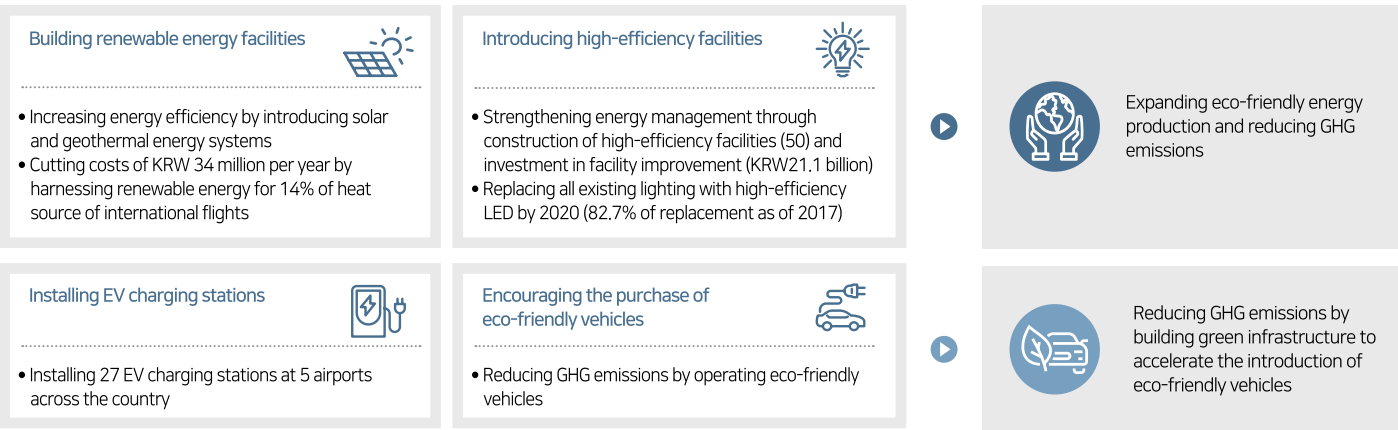 Building renewable energy facilities
• Increasing energy efficiency by introducing solar
and geothermal energy systems
• Cutting costs of KRW 34 million per year by
harnessing renewable energy for 14% of heat
source of international flights
Introducing high-efficiency facilities
• Strengthening energy management through
construction of high-efficiency facilities (50) and
investment in facility improvement (KRW21.1 billion)
• Replacing all existing lighting with high-efficiency
LED by 2020 (82.7% of replacement as of 2017)
Expanding eco-friendly energy
production and reducing GHG
emissions
Installing EV charging stations
• Installing 27 EV charging stations at 5 airports
across the country
Encouraging the purchase of
eco-friendly vehicles
• Reducing GHG emissions by operating eco-friendly
vehicles
Reducing GHG emissions by
building green infrastructure to
accelerate the introduction of
eco-friendly vehicles